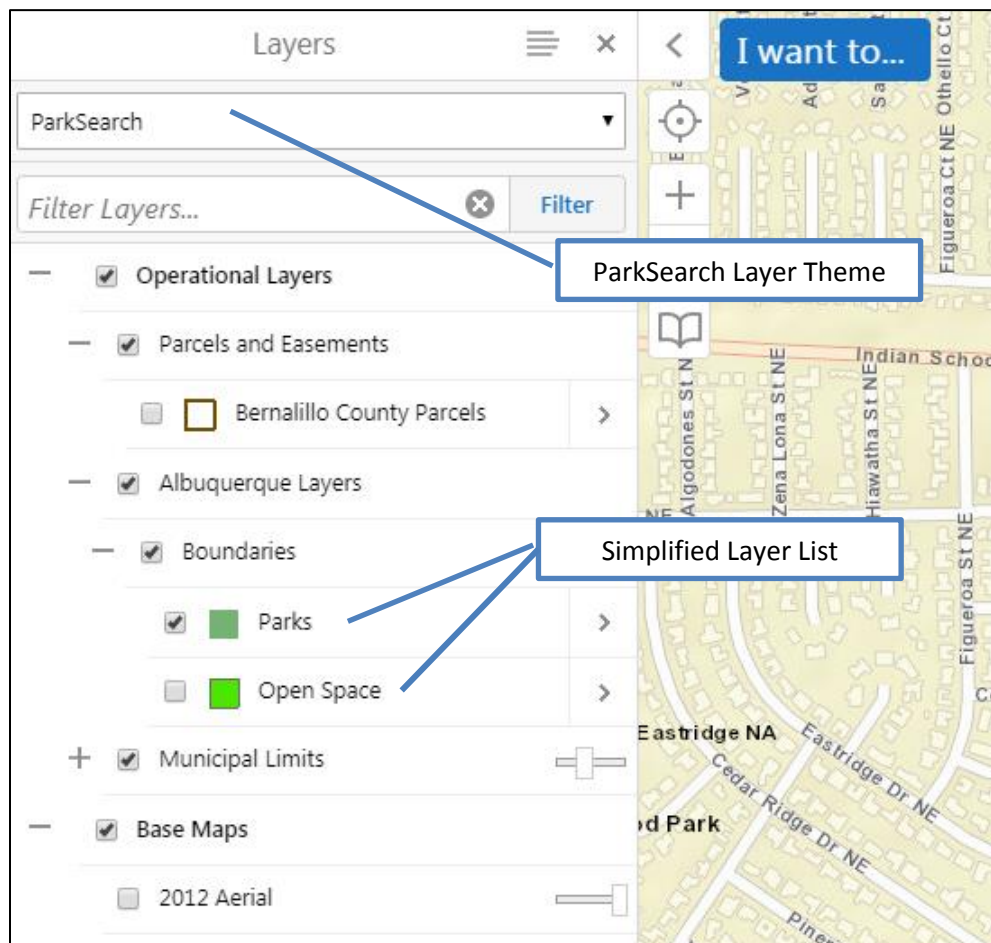 Layers
I want to...
ParkSearch
Filter Layers...
Filter
ParkSearch Layer Theme
Operational Layers
Parcels and Easements
Bernalillo County Parcels
Albuquerque Layers
Boundaries
Simplified Layer List
Parks
Open Space
Municipal Limits
Base Maps
2012 Aerial
Othello Ct
Figueroa Ct NE
Indian Schoo
Algodones St N
Zena Lona St NE
Hiawatha St NE
NE
Figueroa St NE
Eastridge NA
Eastridge Dr NE
Cedar Ridge Dr NE
od Park